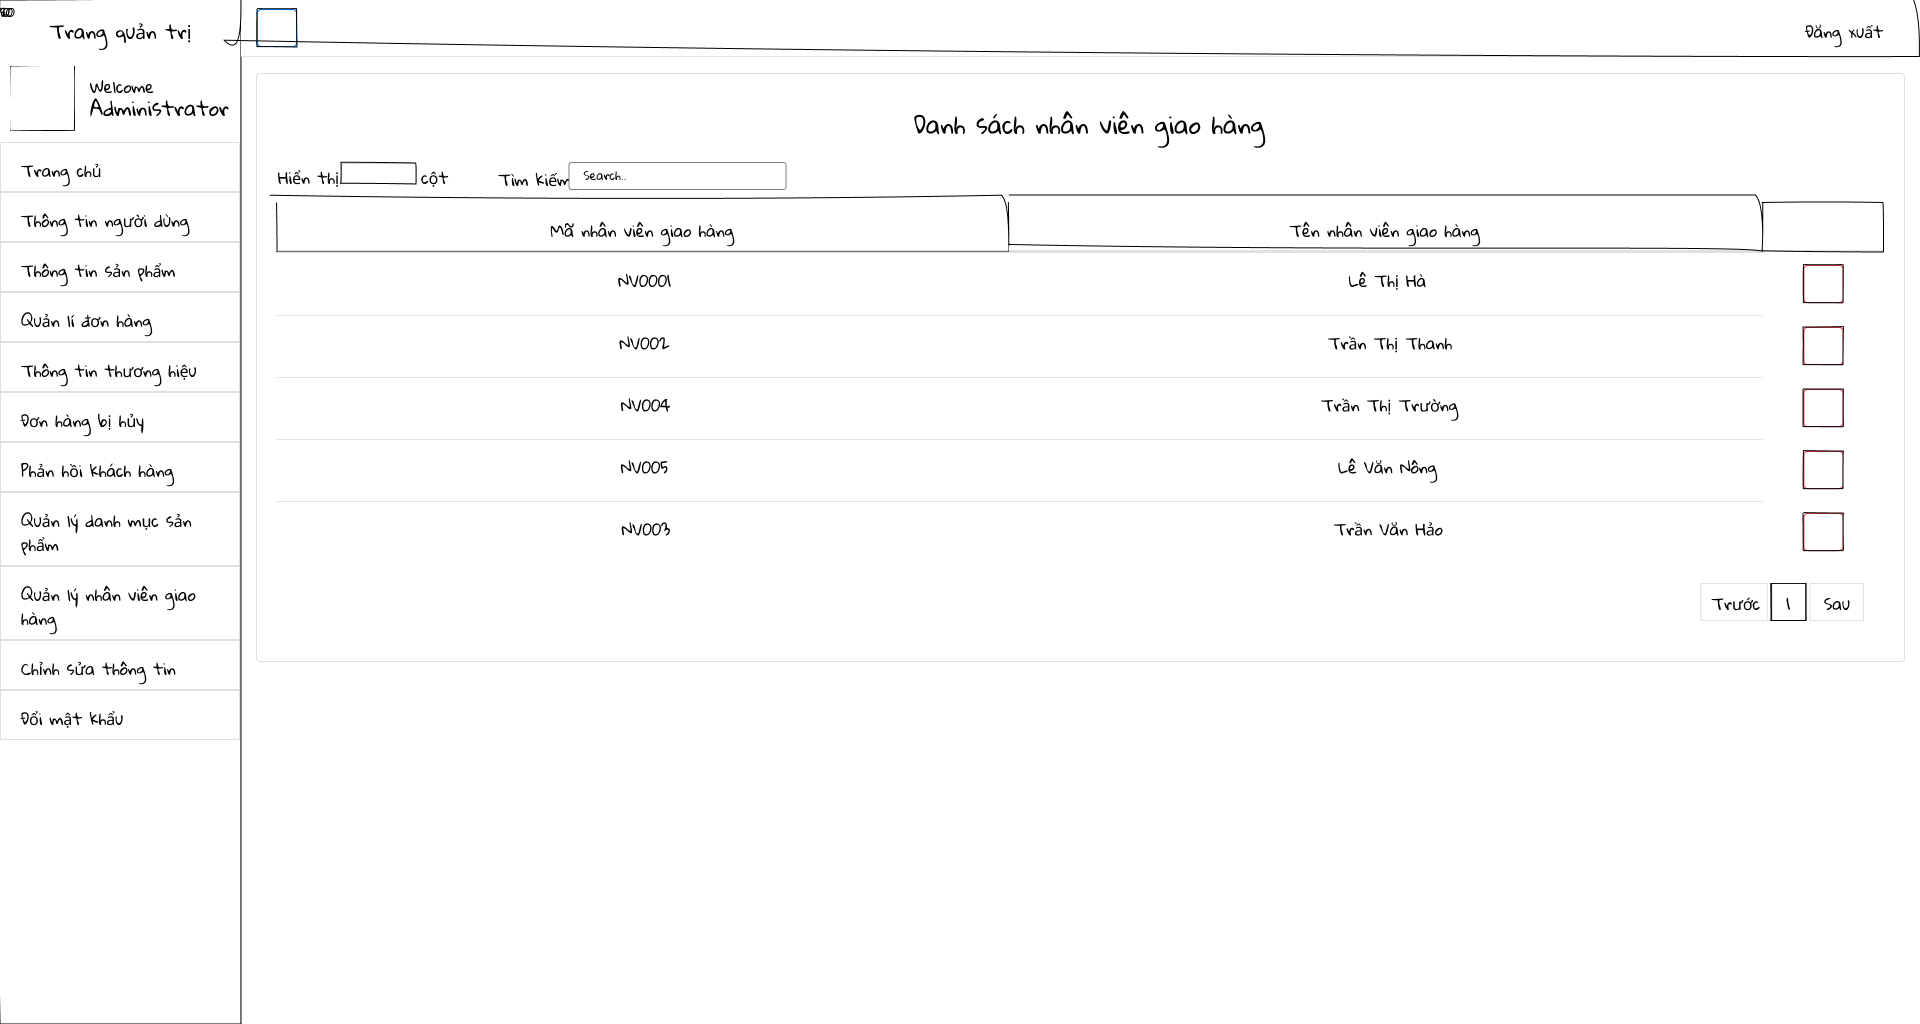 Trang quản trị
Đăng xuất
Welcome
Administrator
Trang chủ
Thông tin người dùng
Thông tin sản phẩm
Quản lí đơn hàng
Thông tin thương hiệu
Đơn hàng bị hủy
Phản hồi khách hàng
Quản lý danh mục sản
phẩm
Quản lý nhân viên giao
hàng
Chỉnh sửa thông tin
Đổi mật khẩu
Danh sách nhân viên giao hàng
Hiển thị cột Tìm kiếm Search..
Mã nhân viên giao hàng Tên nhân viên giao hàng
NV0001 Lê Thị Hà
NV002 Trần Thị Thanh
NV004 Trần Thị Trường
NV005 Lê Văn Nông
NV003 Trần Văn Hảo
Trước 1 Sau